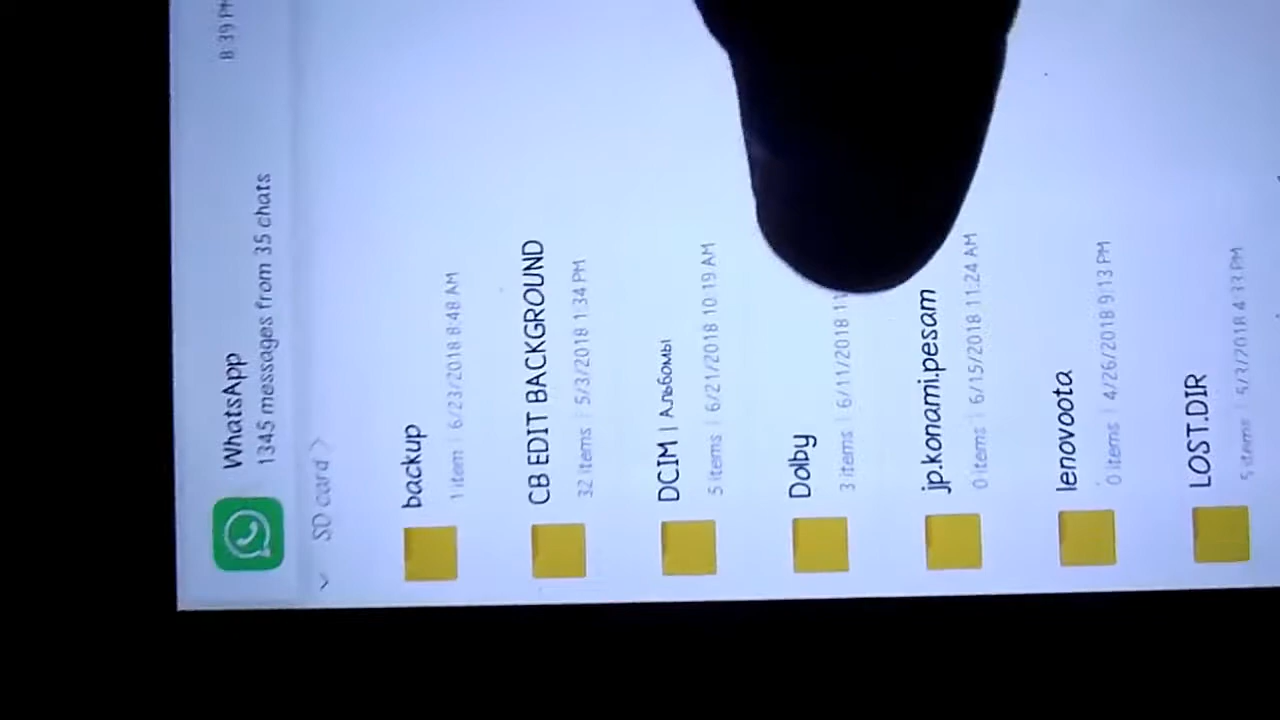 WhatsApp
8:39 PM
1345 messages from 35 chats
SD card >
backup
1 item | 6/23/2018 8:48 AM
CB EDIT BACKGROUND
32 items | 5/3/2018 1:34 PM
DCIM | Альбомы
5 items | 6/21/2018 10:19 AM
Dolby
3 items | 6/11/2018
jp.konami.pesam
0 items | 6/15/2018 11:24 AM
lenovoota
0 items | 4/26/2018 9:13 PM
LOST.DIR
5 items | 5/3/2018 4:33 PM